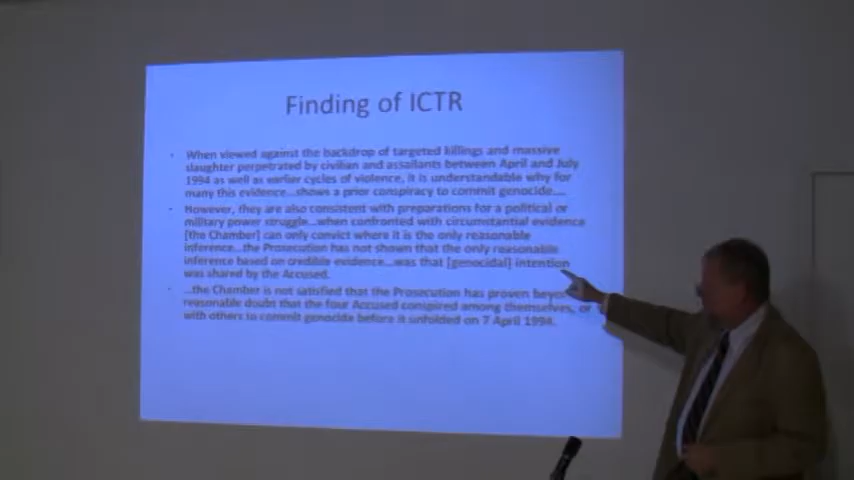 Finding of ICTR
• When viewed against the backdrop of targeted killings and massive
slaughter perpetrated by civilian and assailants between April and July
1994 as well as earlier cycles of violence, it is understandable why for
many this evidence...shows a prior conspiracy to commit genocide....
• However, they are also consistent with preparations for a political or
military power struggle...when confronted with circumstantial evidence
[the Chamber] can only convict where it is the only reasonable
inference...the Prosecution has not shown that the only reasonable
inference based on credible evidence...was that [genocidal] intention
was shared by the Accused.
• ...the Chamber is not satisfied that the Prosecution has proven beyo
reasonable doubt that the four Accused conspired among themselves, or
with others to commit genocide before it unfolded on 7 April 1994.